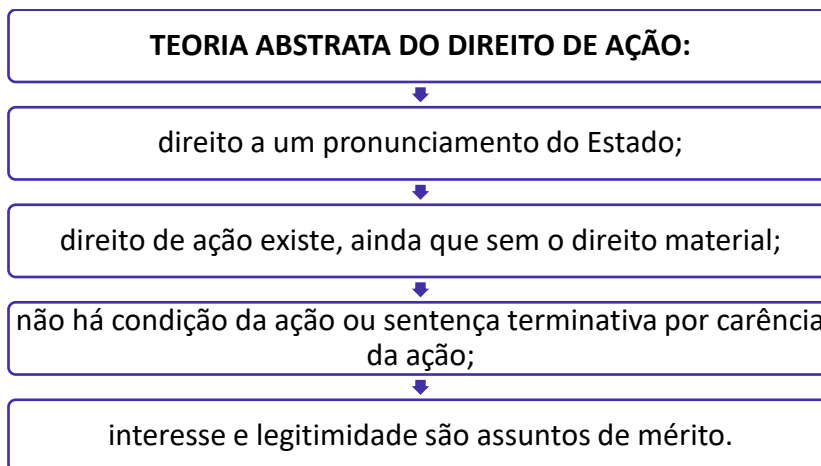 TEORIA ABSTRATA DO DIREITO DE AÇÃO:
direito a um pronunciamento do Estado;
direito de ação existe, ainda que sem o direito material;
não há condição da ação ou sentença terminativa por carência
da ação;
interesse e legitimidade são assuntos de mérito.